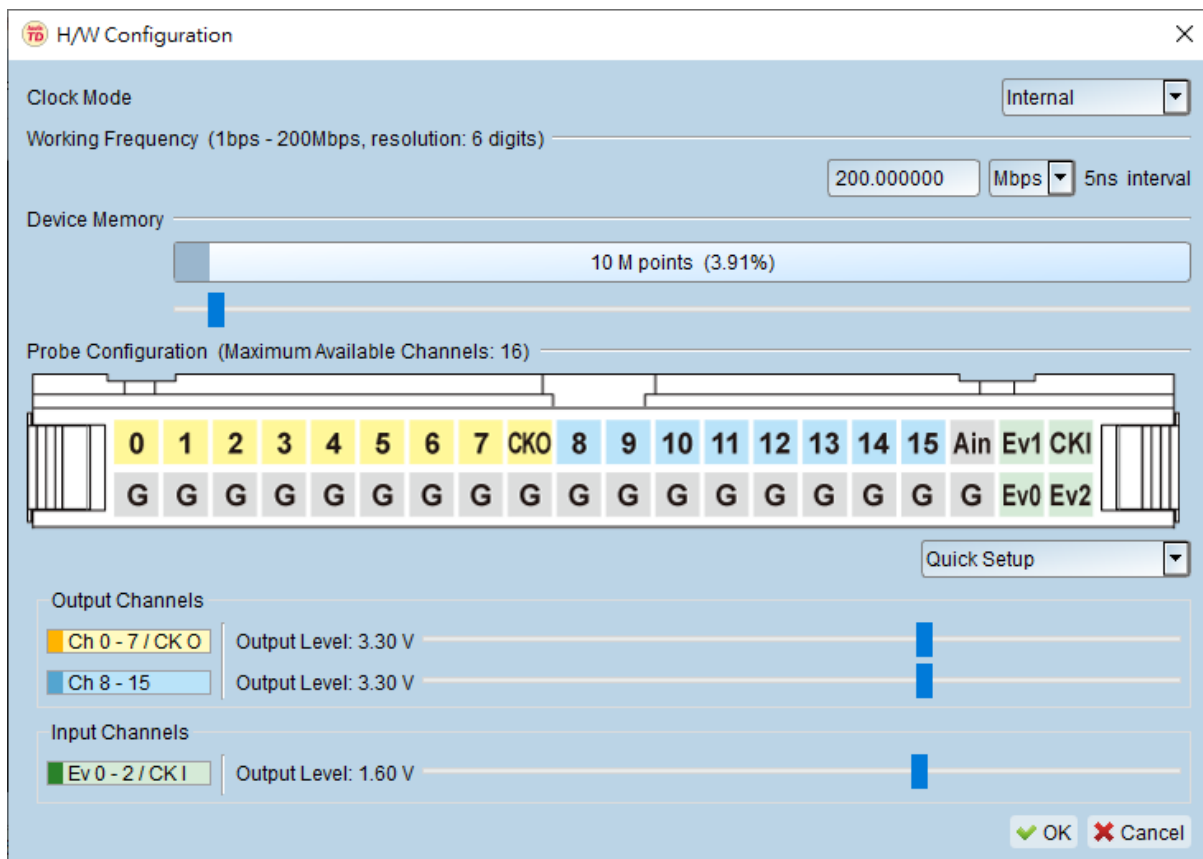 H/W Configuration
Clock Mode
Internal
Working Frequency (1bps - 200Mbps, resolution: 6 digits)
200.000000 Mbps 5ns interval
Device Memory
10 M points (3.91%)
Probe Configuration (Maximum Available Channels: 16)
0 1 2 3 4 5 6 7 CKO 8 9 10 11 12 13 14 15 Ain Ev1 CKI
G G G G G G G G G G G G G G G G G G Ev0 Ev2
Quick Setup
Output Channels
Ch 0 - 7 / CK O Output Level: 3.30 V
Ch 8 - 15 Output Level: 3.30 V
Input Channels
Ev 0 - 2 / CK I Output Level: 1.60 V
OK Cancel